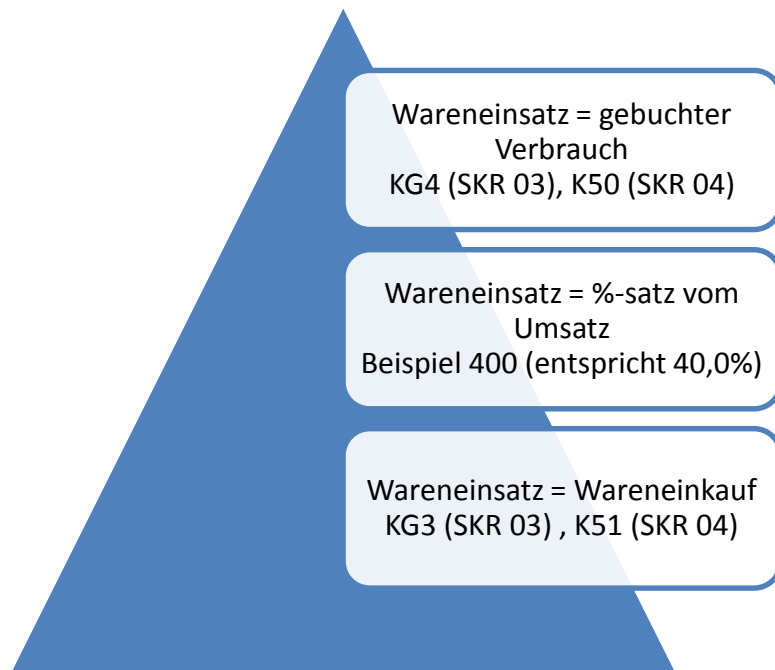 Wareneinsatz = gebuchter
Verbrauch
KG4 (SKR 03), K50 (SKR 04)
Wareneinsatz = %-satz vom
Umsatz
Beispiel 400 (entspricht 40,0%)
Wareneinsatz = Wareneinkauf
KG3 (SKR 03) , K51 (SKR 04)